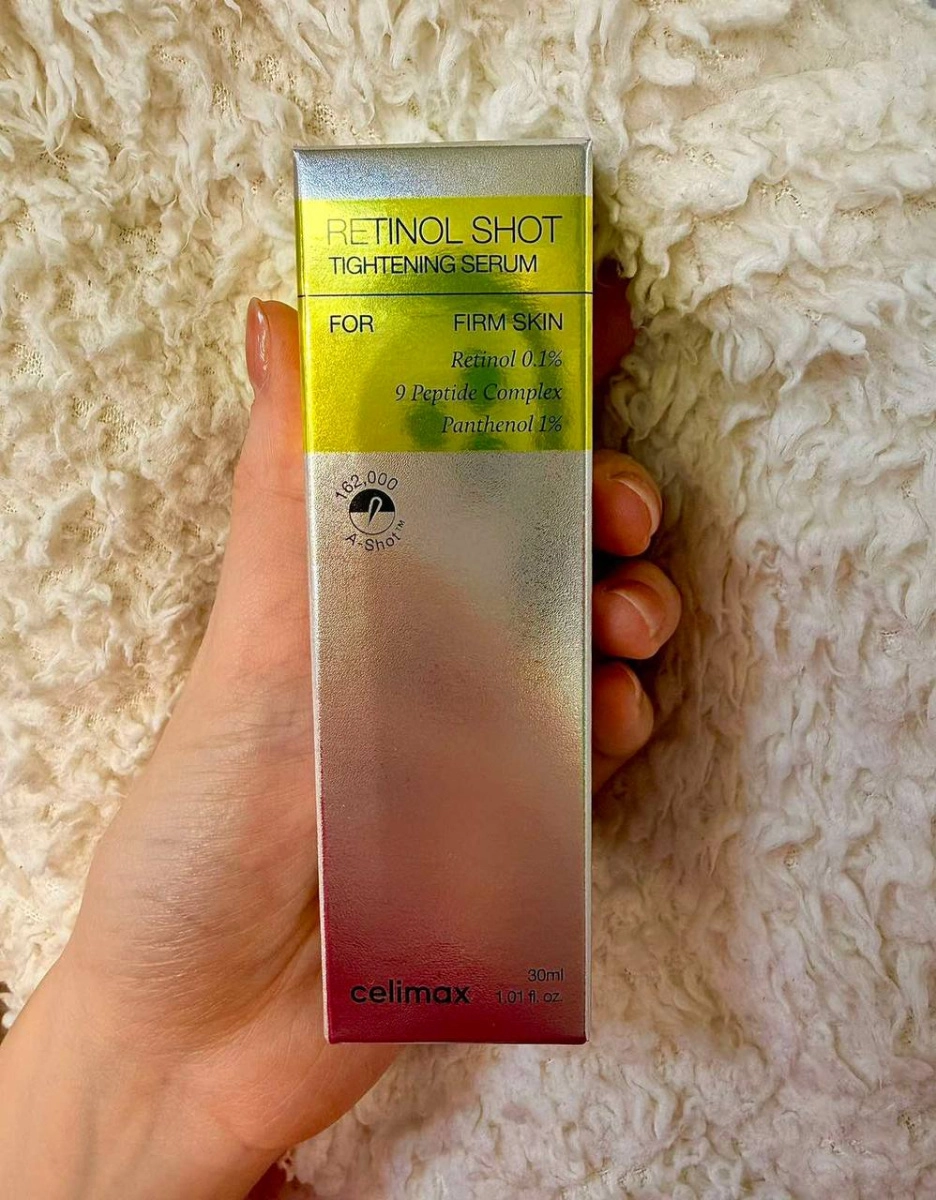 RETINOL SHOT
TIGHTENING SERUM
FOR FIRM SKIN
Retinol 0.1%
9 Peptide Complex
Panthenol 1%
162,000
A-Shot™
30ml
celimax 1.01 fl. oz.